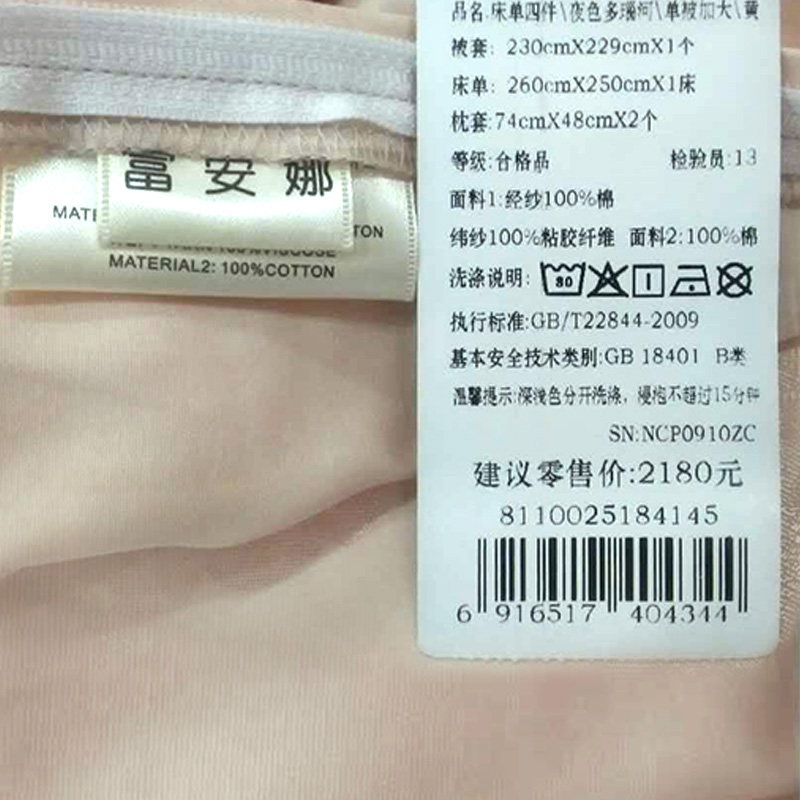 富安娜
MATE
TON
MATERIAL2: 100%COTTON
品名:床单四件\夜色多瑙河\单被加大\黄
被套: 230cmX229cmX1个
床单: 260cmX250cmX1床
枕套:74cmX48cmX2个
等级:合格品 检验员:13
面料1:经纱100%棉
纬纱100%粘胶纤维 面料2:100%棉
洗涤说明:
执行标准:GB/T22844-2009
基本安全技术类别:GB 18401 B类
温馨提示:深浅色分开洗涤, 浸泡不超过15分钟
SN:NCP0910ZC
建议零售价:2180元
8110025184145
6 916517 404344